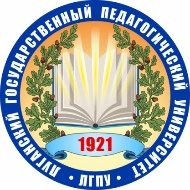 ЛУГАНСКИЙ ГОСУДАРСТВЕННЫЙ ПЕДАГОГИЧЕСКИЙ УНИВЕРСИТЕТ
1921
• ЛГПУ •